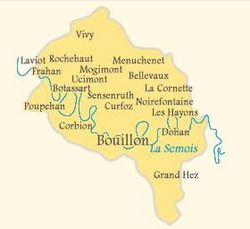 Vivy
Laviot Rochehaut Menuchenet
Frahan Mogimont
Ucimont Bellevaux
Botassart La Cornette
Sensenruth Noirefontaine
Poupehan Curfoz
Les Hayons
Corbion Dohan
Bouillon
La Semois
Grand Hez